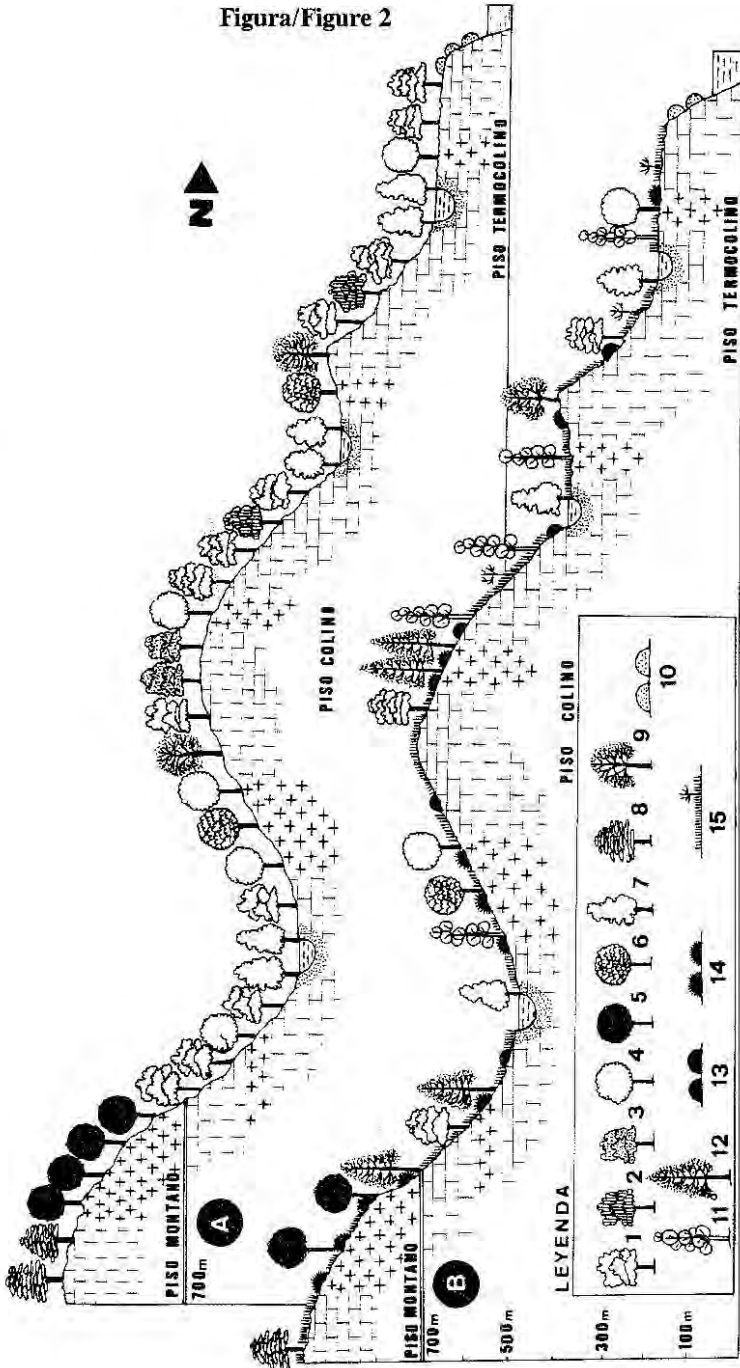 Figura/Figure 2
N
PISO MONTANO
700m
A
PISO COLINO
PISO TERMOCOLINO
PISO MONTANO
700m
500m
300m
100m
B
PISO COLINO
PISO TERMOCOLINO
LEYENDA
1
2
3
4
5
6
7
8
9
10
11
12
13
14
15